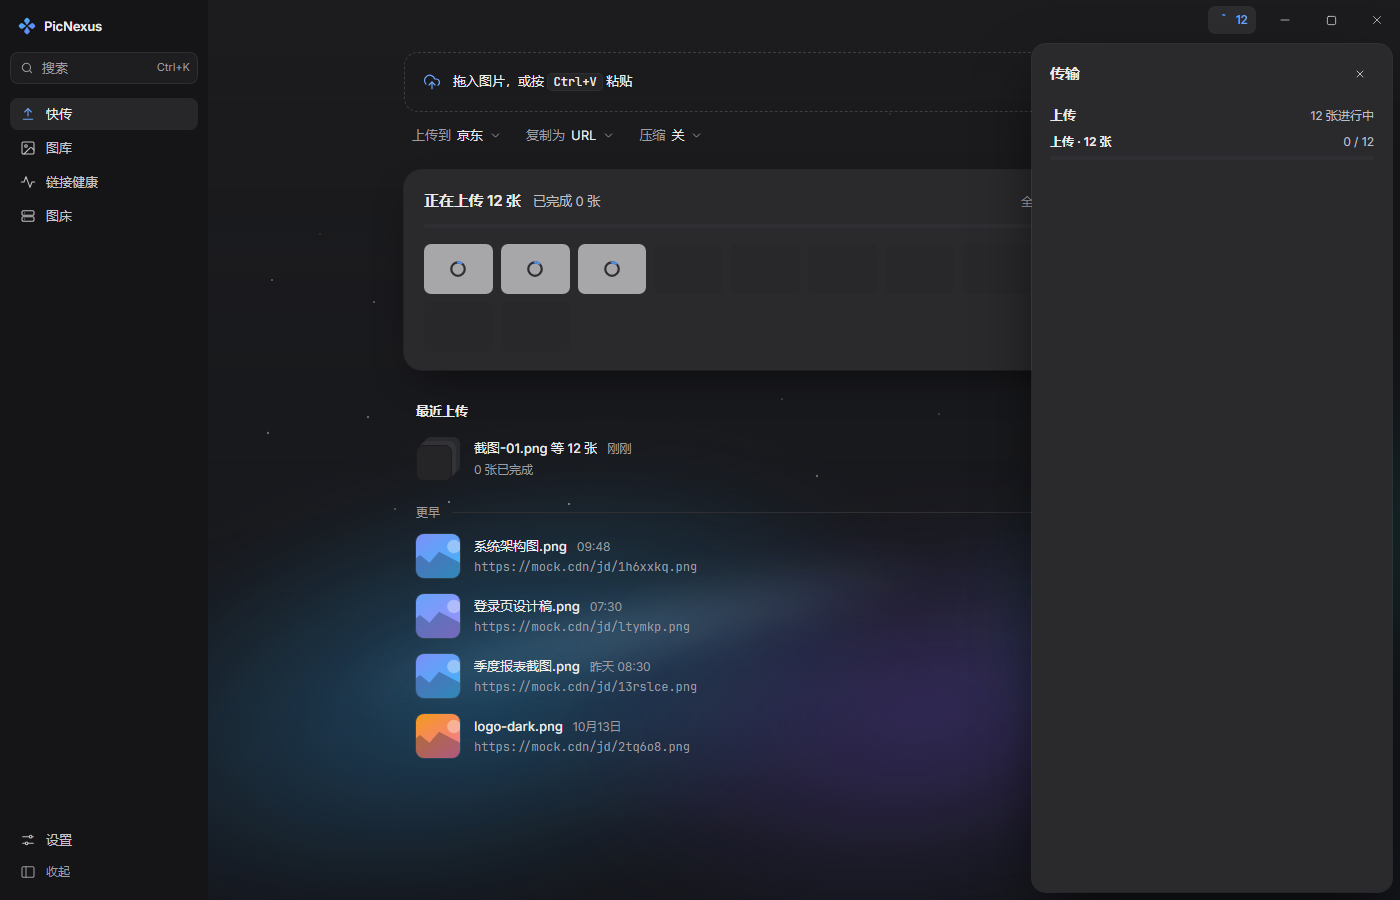 PicNexus
搜索 Ctrl+K
快传
图库
链接健康
图床
设置
收起
12
拖入图片，或按 Ctrl+V 粘贴
上传到 京东 复制为 URL 压缩 关
正在上传 12 张 已完成 0 张 全
最近上传
截图-01.png 等 12 张 刚刚
0 张已完成
更早
系统架构图.png 09:48
https://mock.cdn/jd/1h6xxkq.png
登录页设计稿.png 07:30
https://mock.cdn/jd/ltymkp.png
季度报表截图.png 昨天 08:30
https://mock.cdn/jd/13rslce.png
logo-dark.png 10月13日
https://mock.cdn/jd/2tq6o8.png
传输
上传 12 张进行中
上传 · 12 张 0 / 12